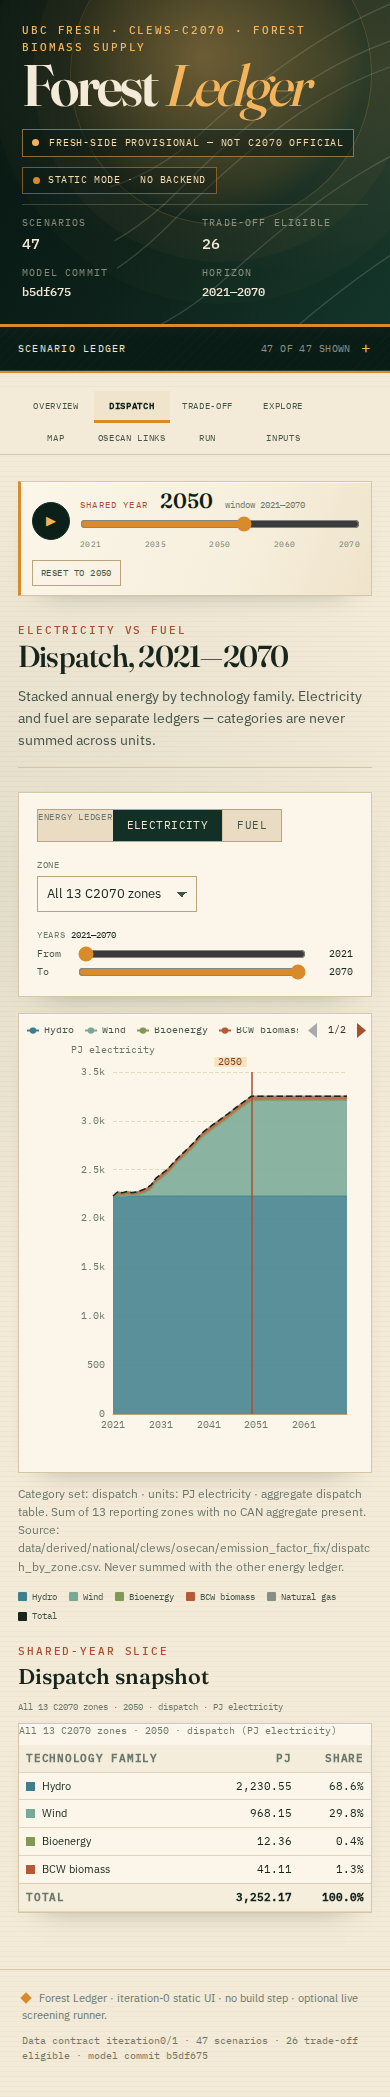 UBC FRESH · CLEWS-C2070 · FOREST
BIOMASS SUPPLY
Forest Ledger
FRESH-SIDE PROVISIONAL — NOT C2070 OFFICIAL
STATIC MODE · NO BACKEND
SCENARIOS TRADE-OFF ELIGIBLE
47 26
MODEL COMMIT HORIZON
b5df675 2021–2070
SCENARIO LEDGER 47 OF 47 SHOWN +
OVERVIEW DISPATCH TRADE-OFF EXPLORE
MAP OSECAN LINKS RUN INPUTS
SHARED YEAR 2050 window 2021–2070
2021 2035 2050 2060 2070
RESET TO 2050
ELECTRICITY VS FUEL
Dispatch, 2021–2070
Stacked annual energy by technology family. Electricity
and fuel are separate ledgers — categories are never
summed across units.
ENERGY LEDGER ELECTRICITY FUEL
ZONE
All 13 C2070 zones
YEARS 2021–2070
From 2021
To 2070
Hydro Wind Bioenergy BCW biomass 1/2
PJ electricity
2050
3.5k
3.0k
2.5k
2.0k
1.5k
1.0k
500
0
2021 2031 2041 2051 2061
Category set: dispatch · units: PJ electricity · aggregate dispatch
table. Sum of 13 reporting zones with no CAN aggregate present.
Source:
data/derived/national/clews/osecan/emission_factor_fix/dispatc
h_by_zone.csv. Never summed with the other energy ledger.
Hydro Wind Bioenergy BCW biomass Natural gas
Total
SHARED-YEAR SLICE
Dispatch snapshot
All 13 C2070 zones · 2050 · dispatch · PJ electricity
All 13 C2070 zones · 2050 · dispatch (PJ electricity)
TECHNOLOGY FAMILY PJ SHARE
Hydro 2,230.55 68.6%
Wind 968.15 29.8%
Bioenergy 12.36 0.4%
BCW biomass 41.11 1.3%
TOTAL 3,252.17 100.0%
Forest Ledger · iteration-0 static UI · no build step · optional live
screening runner.
Data contract iteration0/1 · 47 scenarios · 26 trade-off
eligible · model commit b5df675